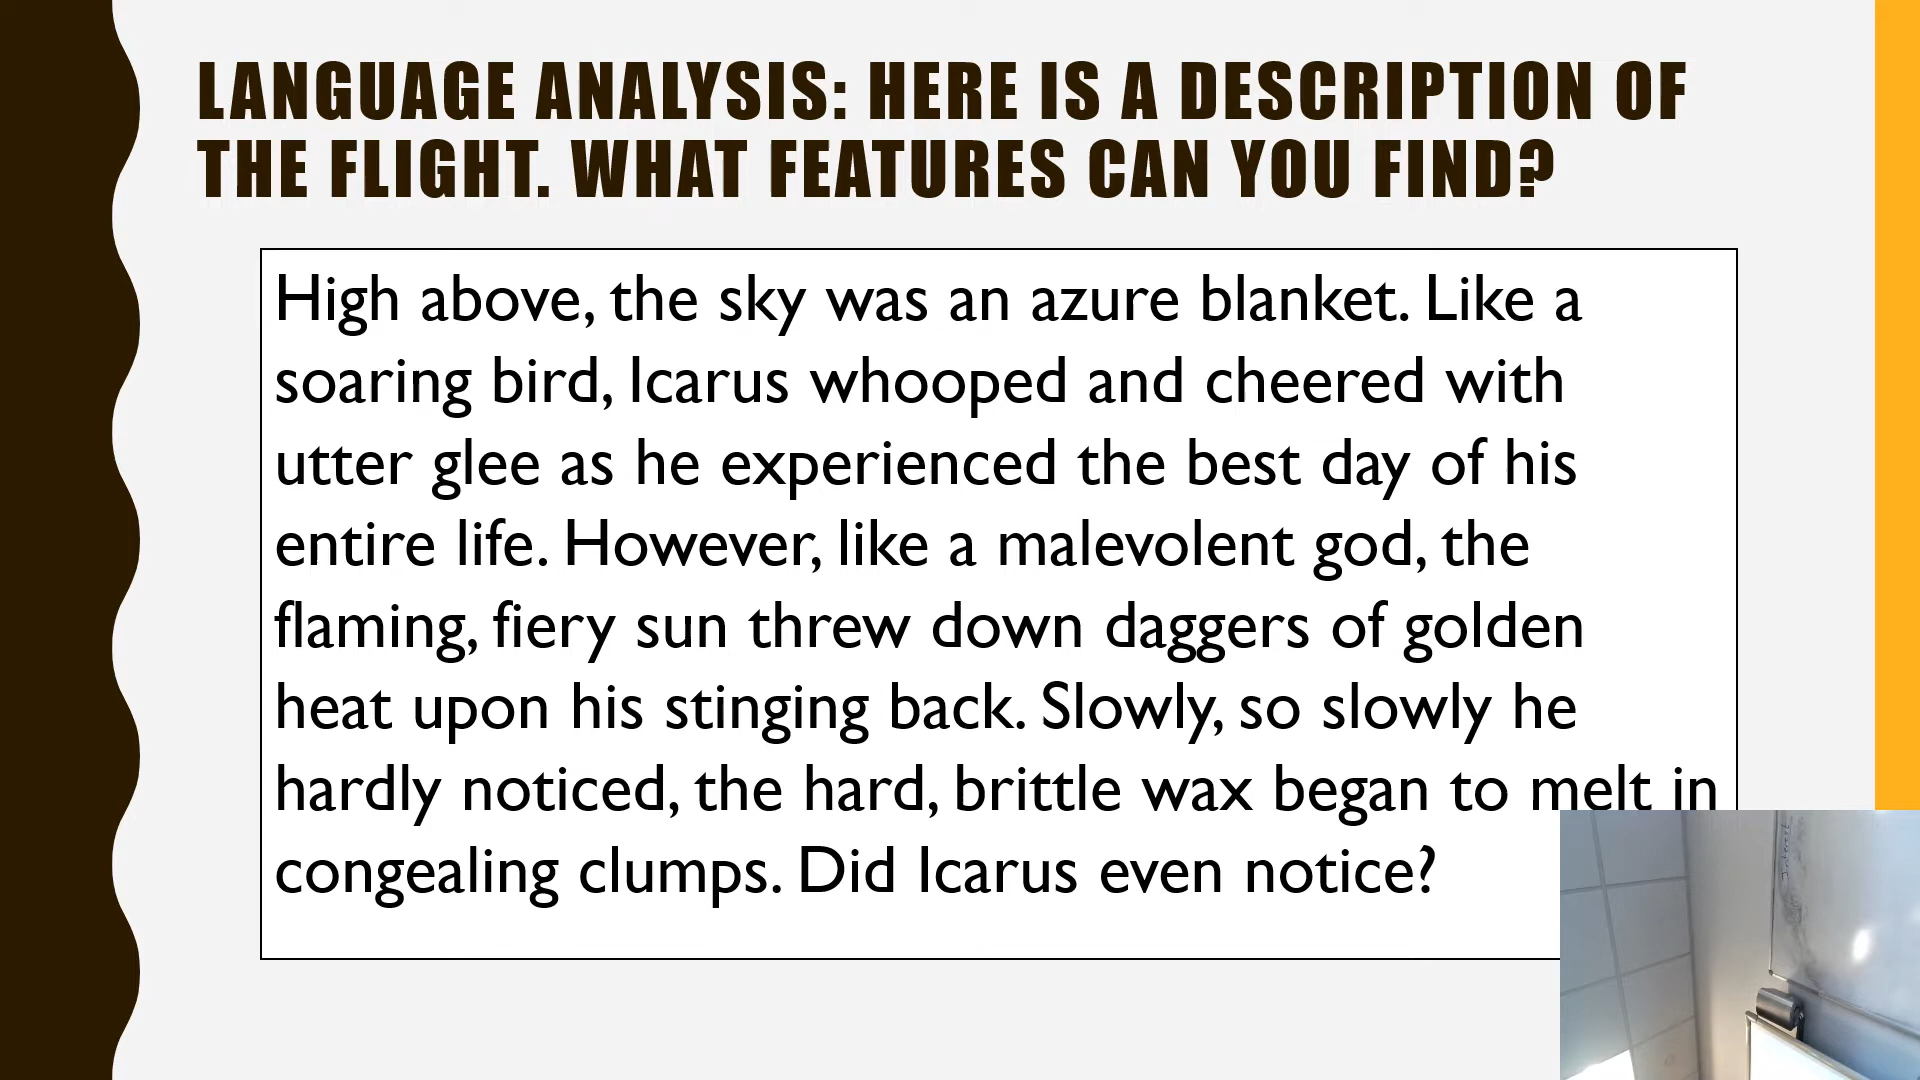 LANGUAGE ANALYSIS: HERE IS A DESCRIPTION OF
THE FLIGHT. WHAT FEATURES CAN YOU FIND?
High above, the sky was an azure blanket. Like a
soaring bird, Icarus whooped and cheered with
utter glee as he experienced the best day of his
entire life. However, like a malevolent god, the
flaming, fiery sun threw down daggers of golden
heat upon his stinging back. Slowly, so slowly he
hardly noticed, the hard, brittle wax began to melt in
congealing clumps. Did Icarus even notice?